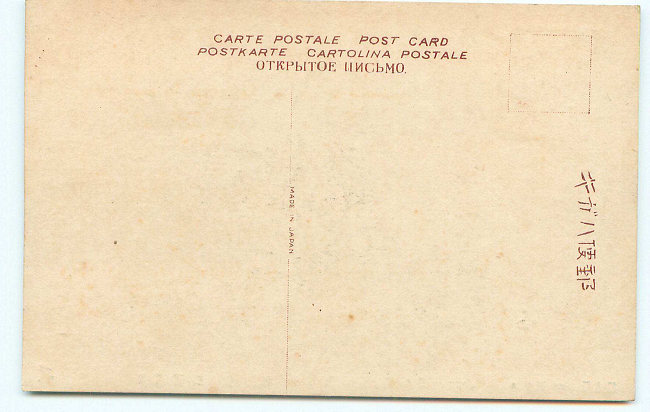 CARTE POSTALE POST CARD
POSTKARTE CARTOLINA POSTALE
ОТКРЫТОЕ ПИСЬМО.
MADE IN JAPAN
郵便ハガキ